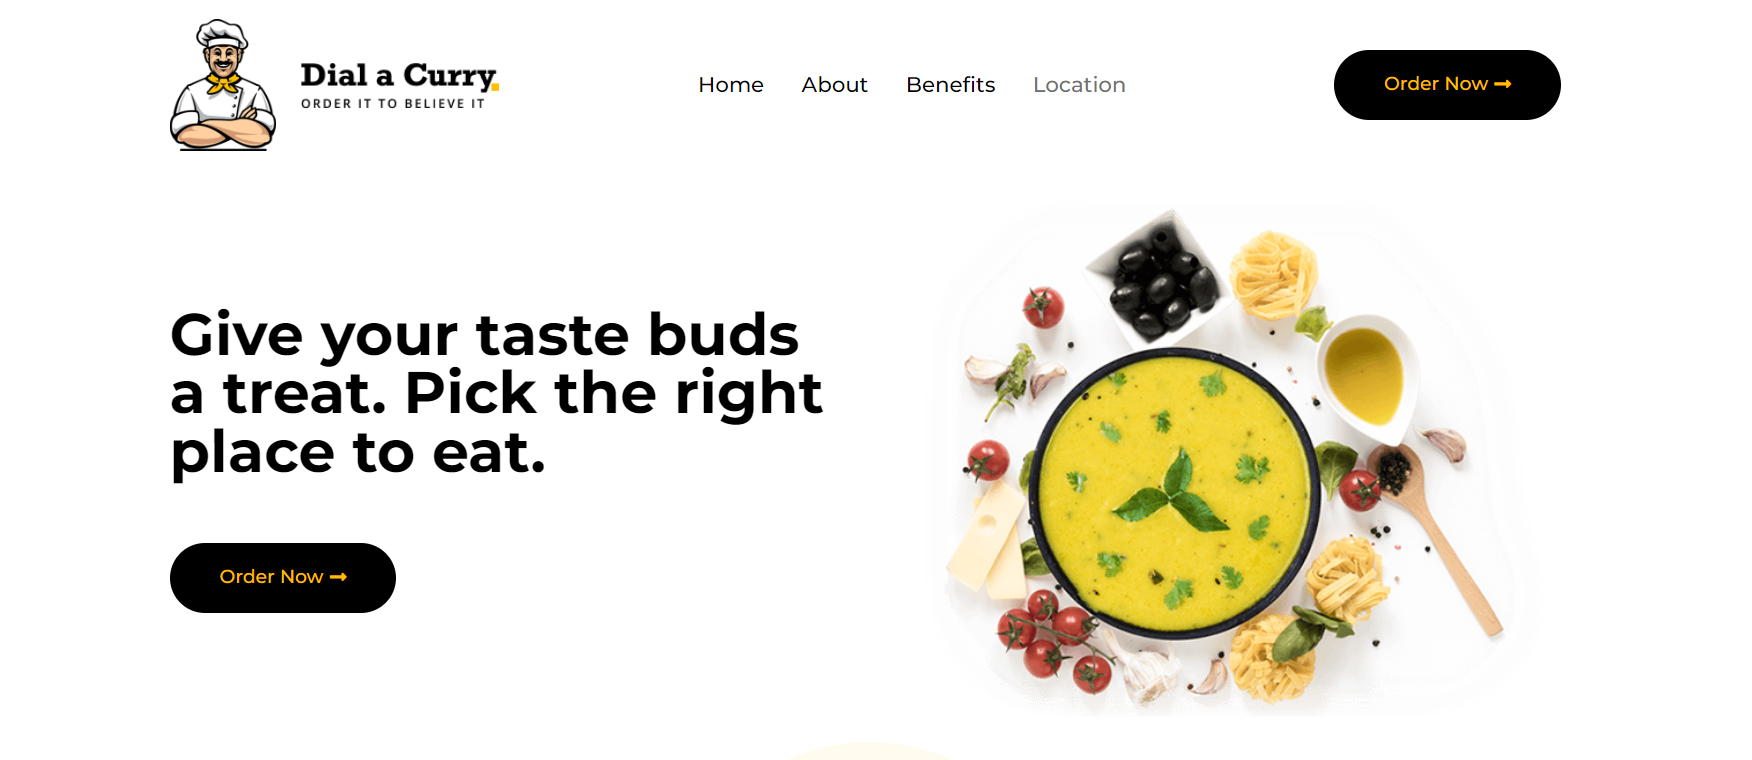 Dial a Curry.
ORDER IT TO BELIEVE IT
Home About Benefits Location
Order Now
Give your taste buds
a treat. Pick the right
place to eat.
Order Now